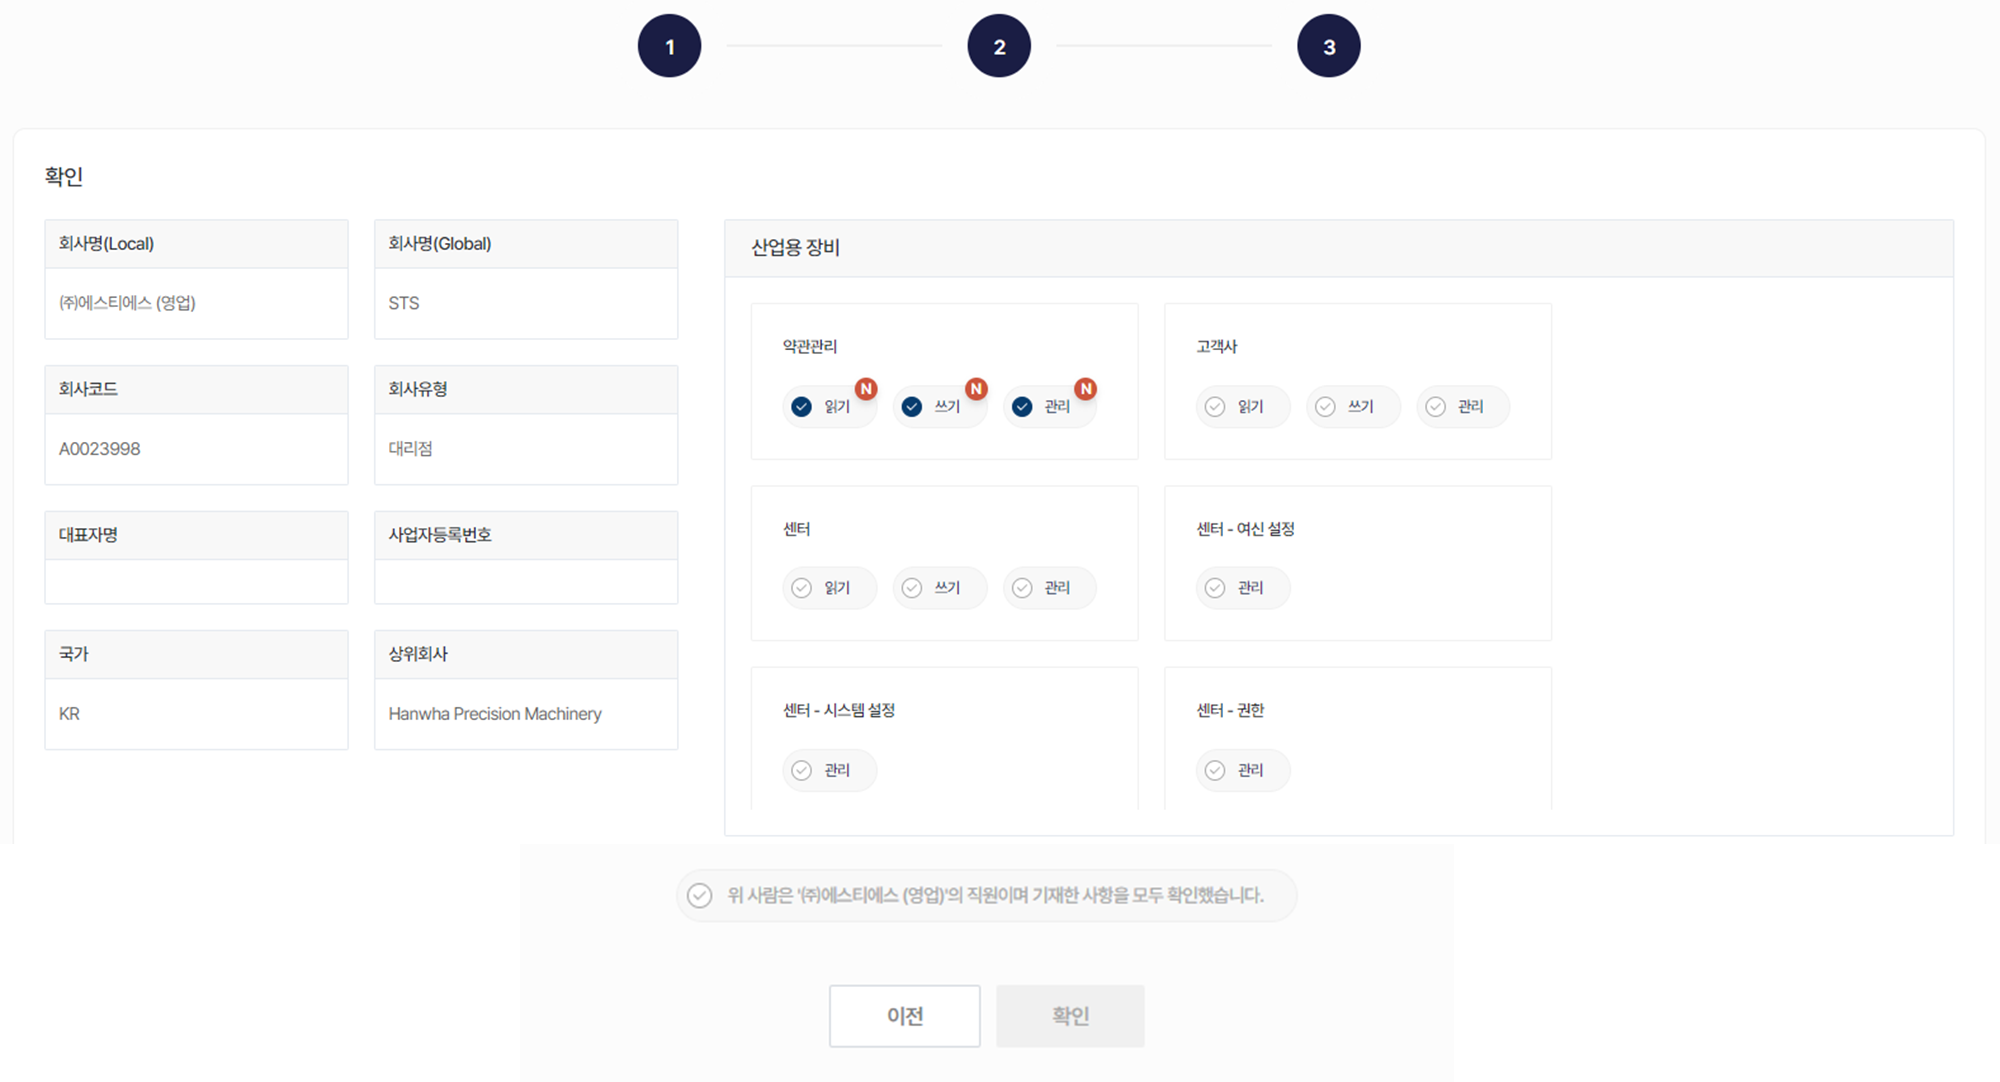 1
2
3
확인
회사명(Local)
㈜에스티에스 (영업)
회사명(Global)
STS
회사코드
A0023998
회사유형
대리점
대표자명
사업자등록번호
국가
KR
상위회사
Hanwha Precision Machinery
산업용 장비
약관관리
읽기 N
쓰기 N
관리 N
고객사
읽기
쓰기
관리
센터
읽기
쓰기
관리
센터 - 여신 설정
관리
센터 - 시스템 설정
관리
센터 - 권한
관리
위 사람은 '㈜에스티에스 (영업)'의 직원이며 기재한 사항을 모두 확인했습니다.
이전
확인